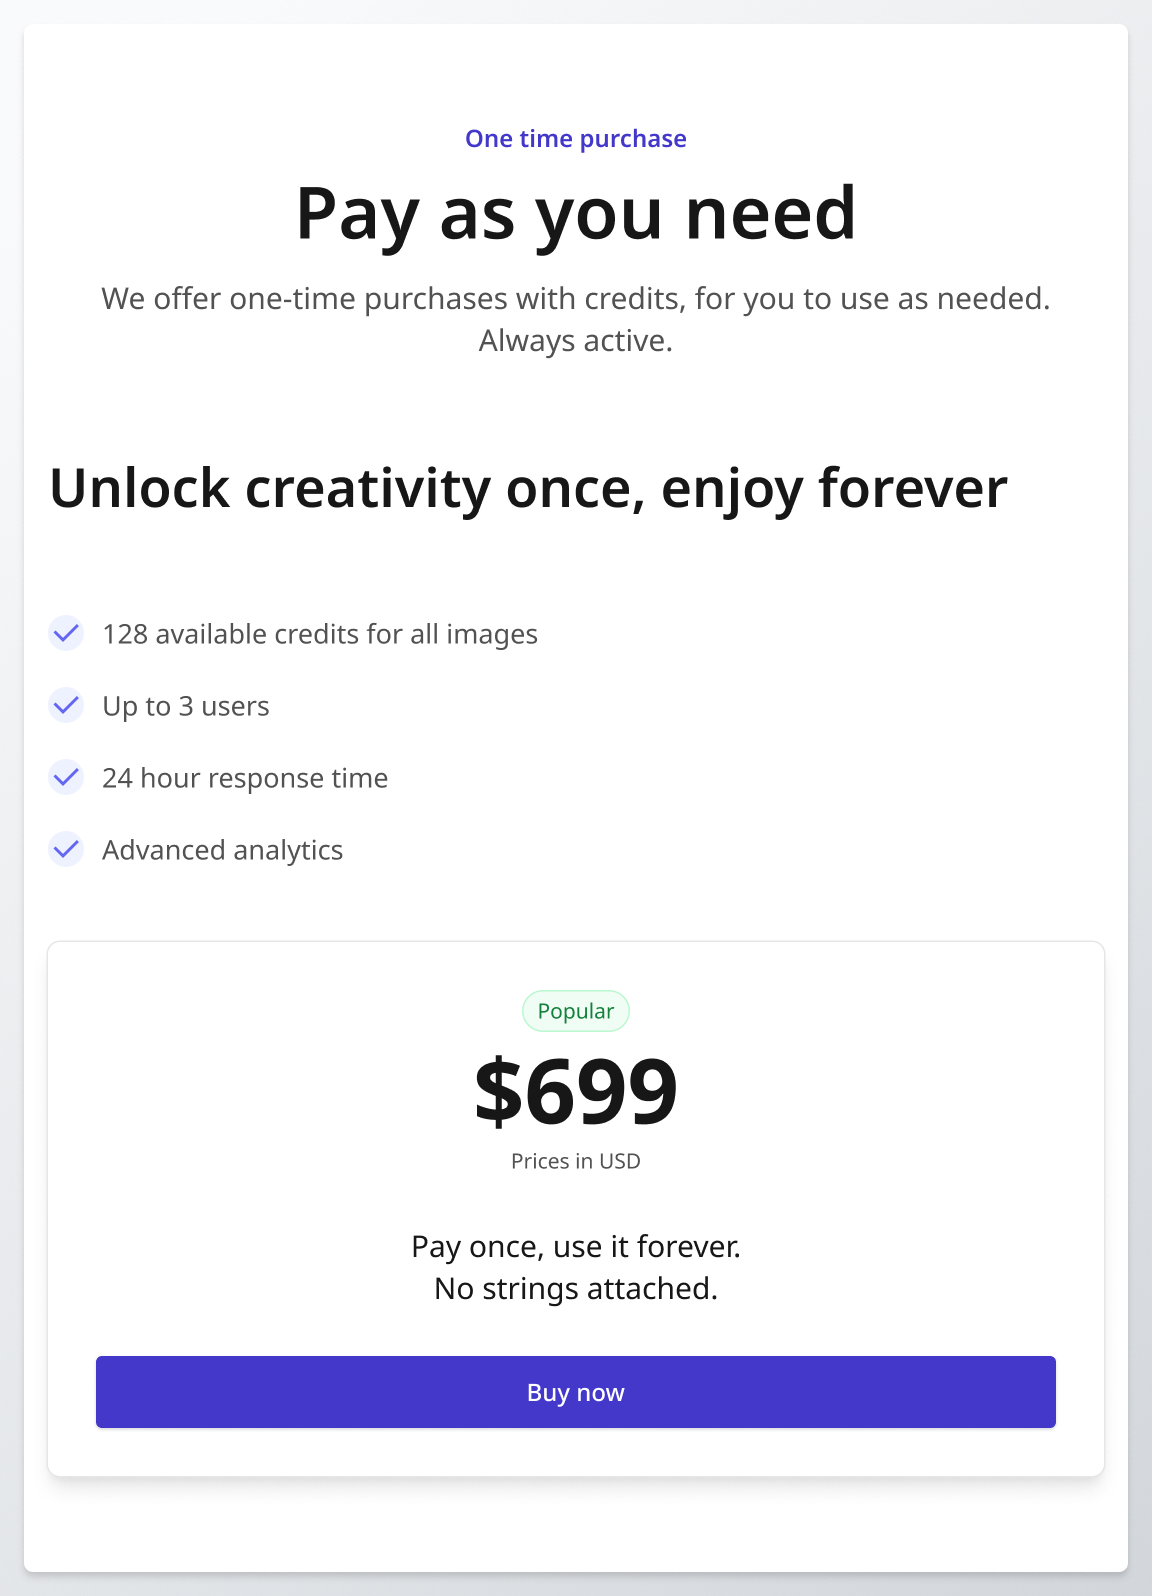 One time purchase
Pay as you need
We offer one-time purchases with credits, for you to use as needed.
Always active.
Unlock creativity once, enjoy forever
128 available credits for all images
Up to 3 users
24 hour response time
Advanced analytics
Popular
$699
Prices in USD
Pay once, use it forever.
No strings attached.
Buy now